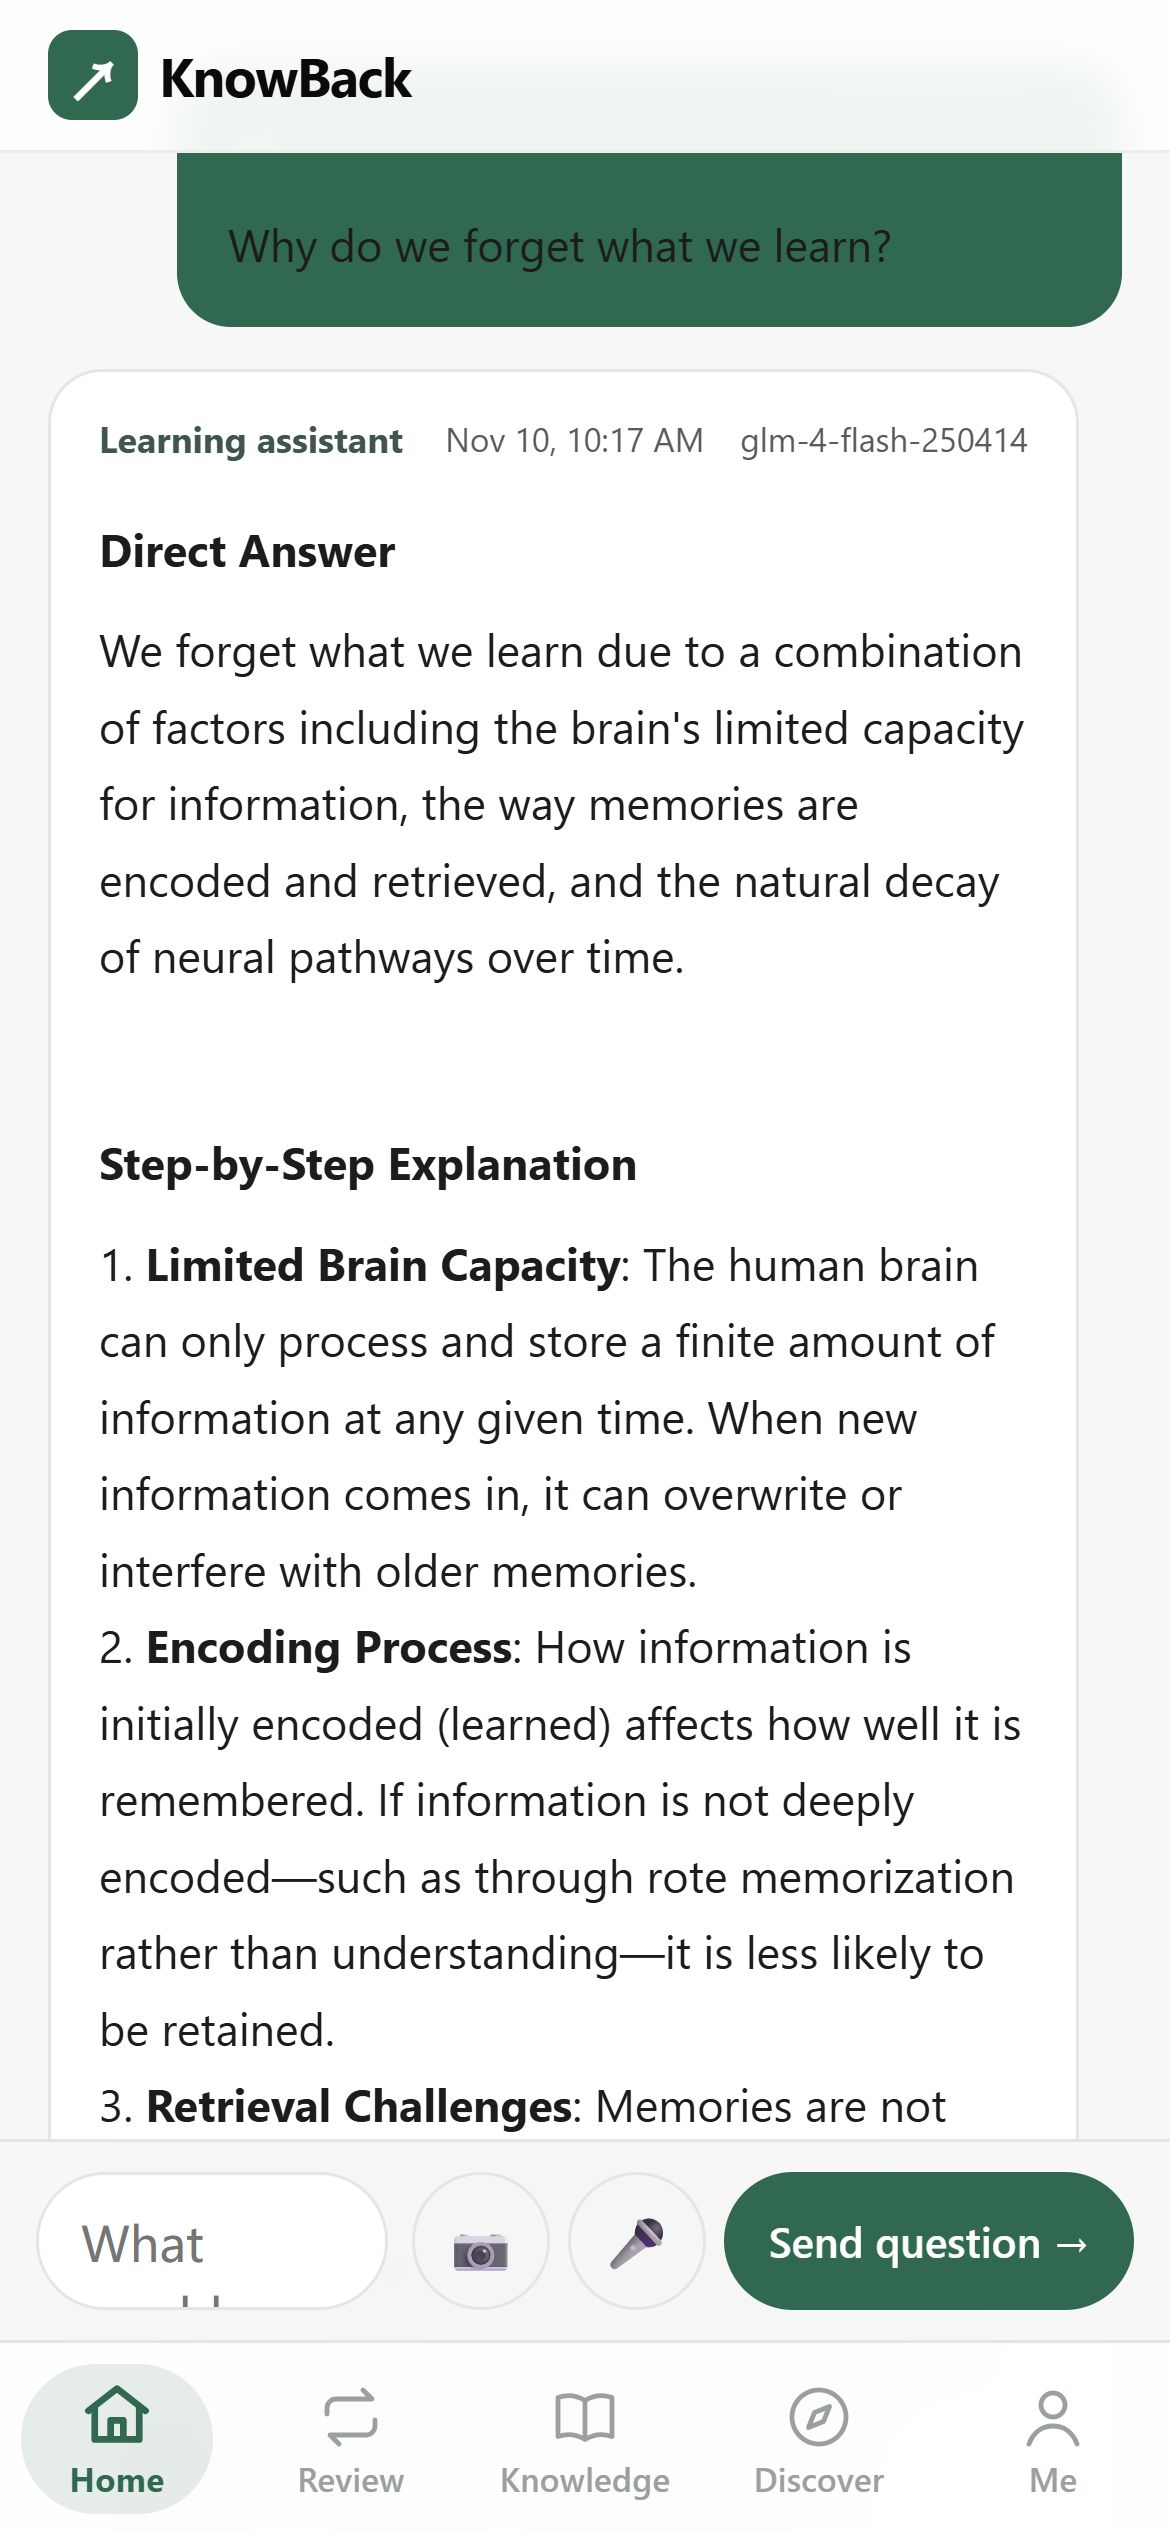 KnowBack
Why do we forget what we learn?
Learning assistant Nov 10, 10:17 AM glm-4-flash-250414
Direct Answer
We forget what we learn due to a combination
of factors including the brain's limited capacity
for information, the way memories are
encoded and retrieved, and the natural decay
of neural pathways over time.
Step-by-Step Explanation
1. Limited Brain Capacity: The human brain
can only process and store a finite amount of
information at any given time. When new
information comes in, it can overwrite or
interfere with older memories.
2. Encoding Process: How information is
initially encoded (learned) affects how well it is
remembered. If information is not deeply
encoded—such as through rote memorization
rather than understanding—it is less likely to
be retained.
3. Retrieval Challenges: Memories are not
What
Send question →
Home Review Knowledge Discover Me